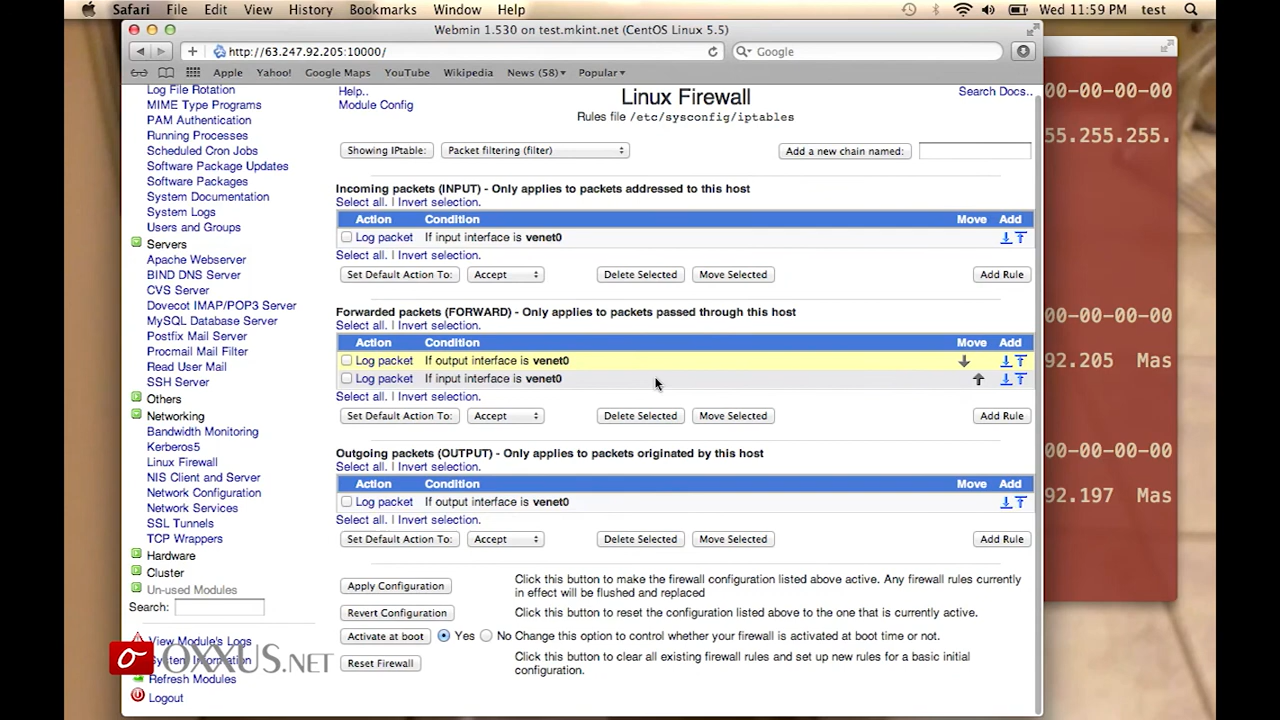 Safari File Edit View History Bookmarks Window Help Wed 11:59 PM test
Webmin 1.530 on test.mkint.net (CentOS Linux 5.5)
http://63.247.92.205:10000/ Google
Apple Yahoo! Google Maps YouTube Wikipedia News (58) Popular
Log File Rotation
MIME Type Programs
PAM Authentication
Running Processes
Scheduled Cron Jobs
Software Package Updates
Software Packages
System Documentation
System Logs
Users and Groups
Servers
Apache Webserver
BIND DNS Server
CVS Server
Dovecot IMAP/POP3 Server
MySQL Database Server
Postfix Mail Server
Procmail Mail Filter
Read User Mail
SSH Server
Others
Networking
Bandwidth Monitoring
Kerberos5
Linux Firewall
NIS Client and Server
Network Configuration
Network Services
SSL Tunnels
TCP Wrappers
Hardware
Cluster
Un-used Modules
Search:
View Module's Logs
System Information
Refresh Modules
Logout
OXXUS.NET
Help..
Module Config
Linux Firewall
Rules file /etc/sysconfig/iptables
Search Docs..
Showing IPtable: Packet filtering (filter) Add a new chain named:
Incoming packets (INPUT) - Only applies to packets addressed to this host
Select all. | Invert selection.
Action Condition Move Add
Log packet If input interface is venet0
Select all. | Invert selection.
Set Default Action To: Accept Delete Selected Move Selected Add Rule
Forwarded packets (FORWARD) - Only applies to packets passed through this host
Select all. | Invert selection.
Action Condition Move Add
Log packet If output interface is venet0
Log packet If input interface is venet0
Select all. | Invert selection.
Set Default Action To: Accept Delete Selected Move Selected Add Rule
Outgoing packets (OUTPUT) - Only applies to packets originated by this host
Select all. | Invert selection.
Action Condition Move Add
Log packet If output interface is venet0
Select all. | Invert selection.
Set Default Action To: Accept Delete Selected Move Selected Add Rule
Apply Configuration Click this button to make the firewall configuration listed above active. Any firewall rules currently
in effect will be flushed and replaced
Revert Configuration Click this button to reset the configuration listed above to the one that is currently active.
Activate at boot Yes No Change this option to control whether your firewall is activated at boot time or not.
Reset Firewall Click this button to clear all existing firewall rules and set up new rules for a basic initial
configuration.
00-00-00-00
55.255.255.
00-00-00-00
92.205 Mas
00-00-00-00
92.197 Mas